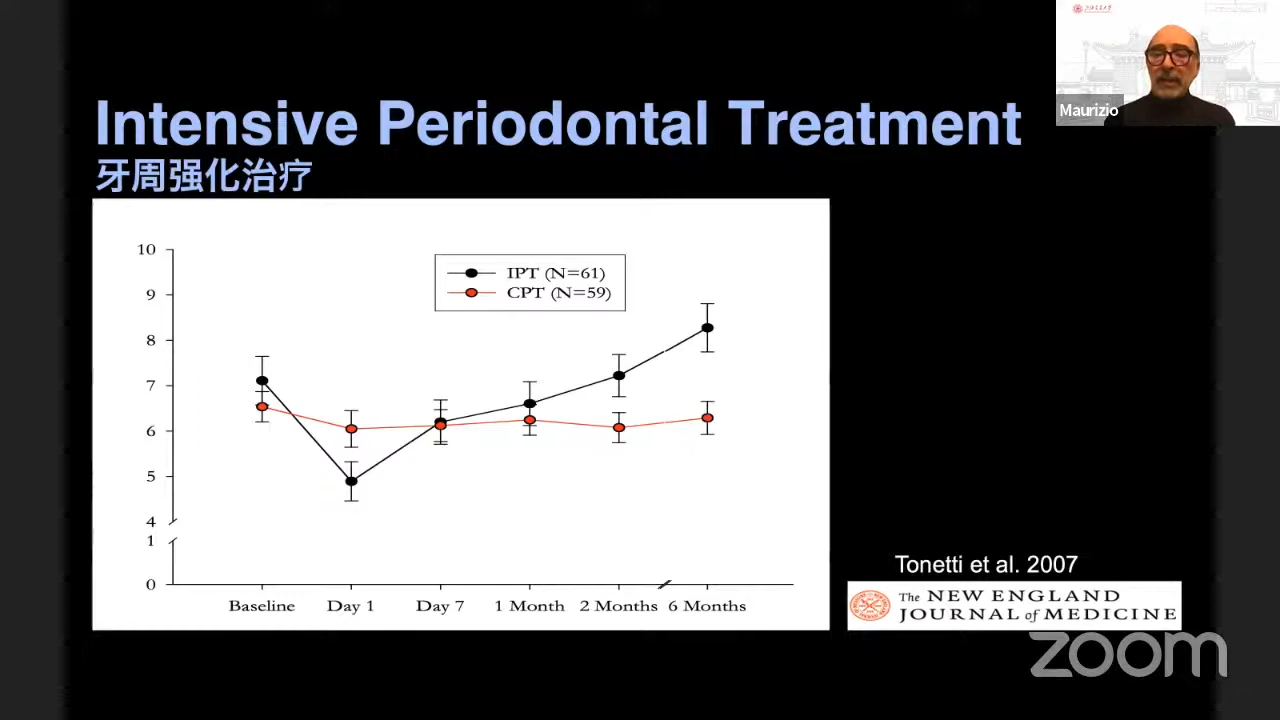 Maurizio
Intensive Periodontal Treatment
牙周强化治疗
10
9
8
7
6
5
4
1
0
IPT (N=61)
CPT (N=59)
Baseline
Day 1
Day 7
1 Month
2 Months
6 Months
Tonetti et al. 2007
The NEW ENGLAND
JOURNAL of MEDICINE
zoom